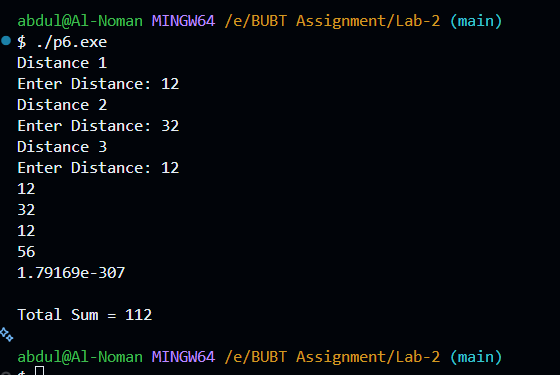 abdul@Al-Noman MINGW64 /e/BUBT Assignment/Lab-2 (main)
$ ./p6.exe
Distance 1
Enter Distance: 12
Distance 2
Enter Distance: 32
Distance 3
Enter Distance: 12
12
32
12
56
1.79169e-307
Total Sum = 112
abdul@Al-Noman MINGW64 /e/BUBT Assignment/Lab-2 (main)
$